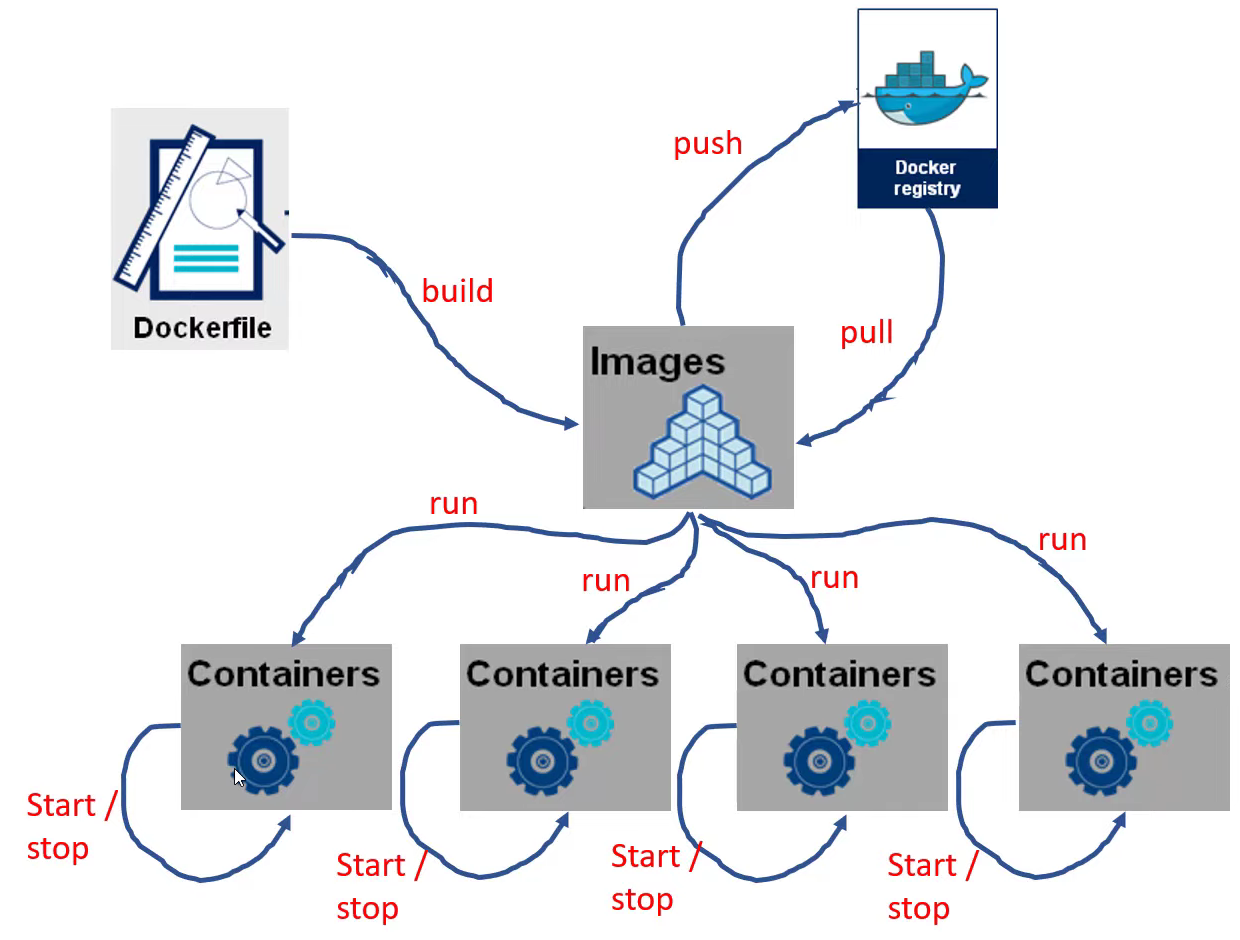 Docker
registry
push
Dockerfile
build
pull
Images
run
run
run
run
Containers
Containers
Containers
Containers
Start /
stop
Start /
stop
Start /
stop
Start /
stop